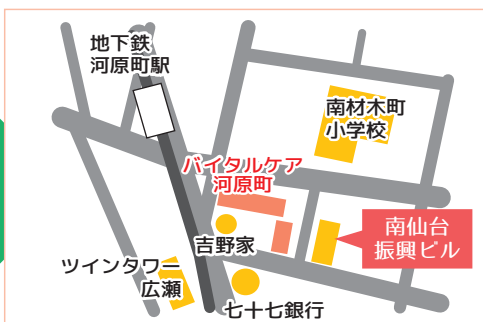 地下鉄
河原町駅
南材木町
小学校
バイタルケア
河原町
南仙台
振興ビル
吉野家
ツインタワー
広瀬
七十七銀行